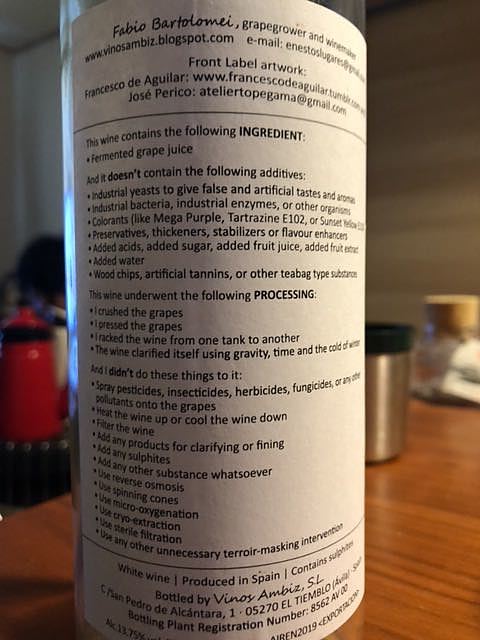 Fabio Bartolomei, grapegrower and winemaker
www.vinosambiz.blogspot.com e-mail: enestoslugares@gmail
Front Label artwork:
Francesco de Aguilar: www.francescodeaguilar.tumblr.com
José Perico: ateliertopegama@gmail.com
This wine contains the following INGREDIENT:
• Fermented grape juice
And it doesn't contain the following additives:
• Industrial yeasts to give false and artificial tastes and aromas
• Industrial bacteria, industrial enzymes, or other organisms
• Colorants (like Mega Purple, Tartrazine E102, or Sunset Yellow
• Preservatives, thickeners, stabilizers or flavour enhancers
• Added acids, added sugar, added fruit juice, added fruit extract
• Added water
• Wood chips, artificial tannins, or other teabag type substances
This wine underwent the following PROCESSING:
• I crushed the grapes
• I pressed the grapes
• I racked the wine from one tank to another
• The wine clarified itself using gravity, time and the cold of winter
And I didn't do these things to it:
• Spray pesticides, insecticides, herbicides, fungicides, or any other
pollutants onto the grapes
• Heat the wine up or cool the wine down
• Filter the wine
• Add any products for clarifying or fining
• Add any sulphites
• Add any other substance whatsoever
• Use reverse osmosis
• Use spinning cones
• Use micro-oxygenation
• Use cryo-extraction
• Use sterile filtration
• Use any other unnecessary terroir-masking intervention
White wine | Produced in Spain | Contains sulphites
Bottled by Vinos Ambiz, S.L
C/San Pedro de Alcántara, 1 · 05270 EL TIEMBLO (Ávila) · Spain
Bottling Plant Registration Number: 8562 AV 00
Alc.13,75% AIREN2019 <EXPORTADOR>